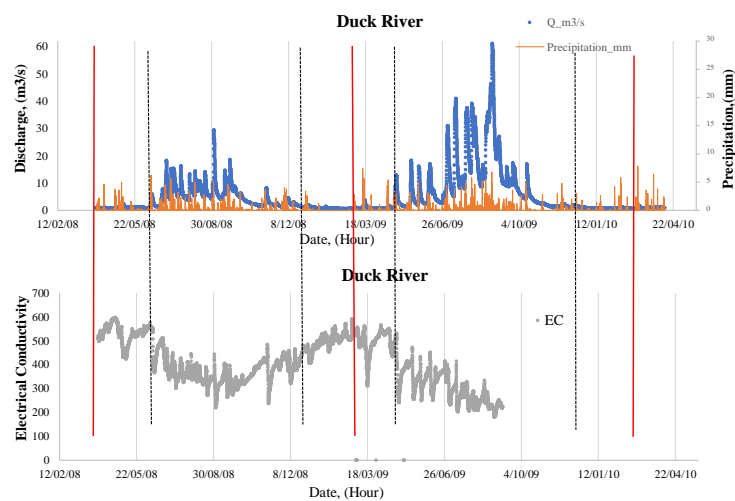 Duck River
Q_m3/s
Precipitation_mm
Discharge, (m3/s)
Precipitation,(mm)
60
50
40
30
20
10
0
30
25
20
15
10
5
0
12/02/08 22/05/08 30/08/08 8/12/08 18/03/09 26/06/09 4/10/09 12/01/10 22/04/10
Date, (Hour)
Duck River
EC
Electrical Conductivity
700
600
500
400
300
200
100
0
12/02/08 22/05/08 30/08/08 8/12/08 18/03/09 26/06/09 4/10/09 12/01/10 22/04/10
Date, (Hour)